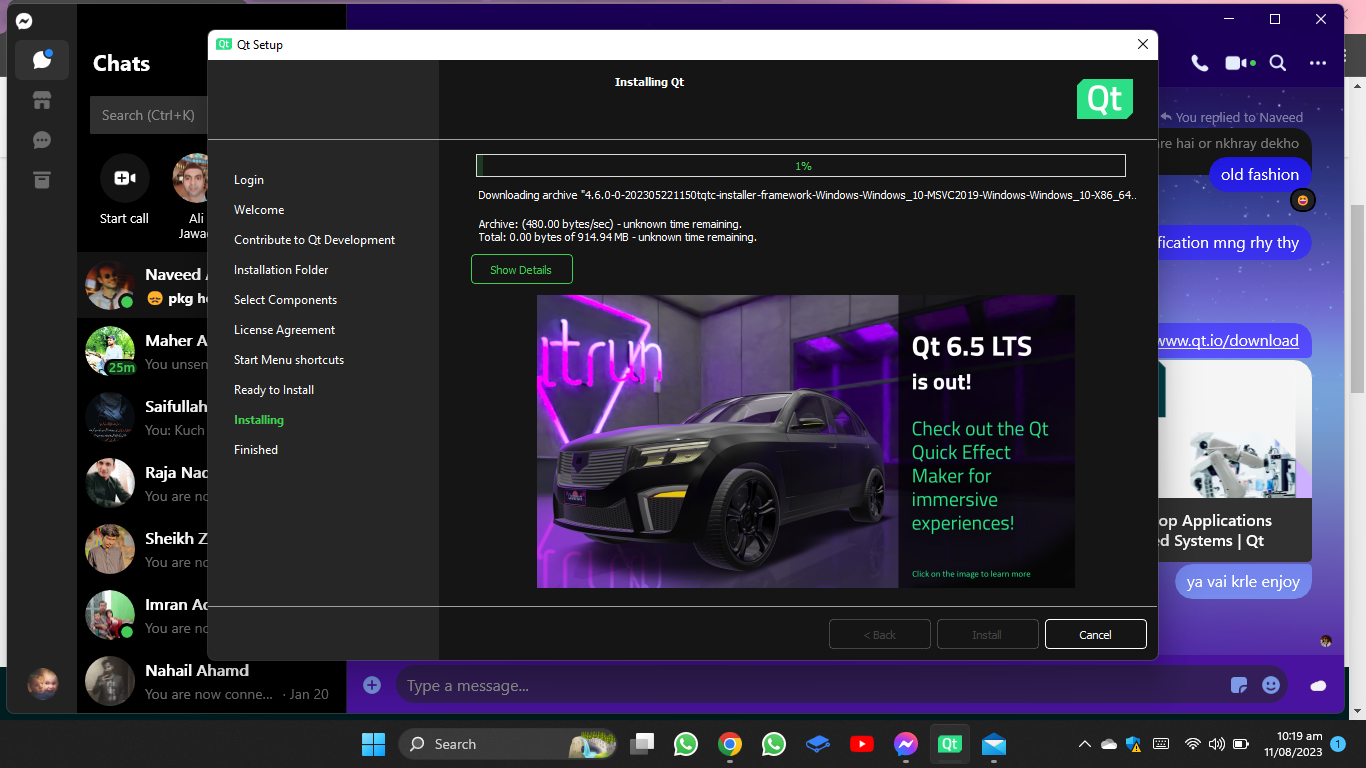 Qt Setup
Chats
Search (Ctrl+K)
Start call
Ali
Jawad
Naveed
pkg
Maher A
25m
You unsen
Saifullah
You: Kuch
Raja Nad
You are no
Sheikh Z
You are no
Imran Ad
You are no
Nahail Ahamd
You are now conne... · Jan 20
Installing Qt
Qt
Login
Welcome
Contribute to Qt Development
Installation Folder
Select Components
License Agreement
Start Menu shortcuts
Ready to Install
Installing
Finished
1%
Downloading archive "4.6.0-0-202305221150tqtc-installer-framework-Windows-Windows_10-MSVC2019-Windows-Windows_10-X86_64..
Archive: (480.00 bytes/sec) - unknown time remaining.
Total: 0.00 bytes of 914.94 MB - unknown time remaining.
Show Details
qtrun
Qt 6.5 LTS
is out!
Check out the Qt
Quick Effect
Maker for
immersive
experiences!
Click on the image to learn more
< Back
Install
Cancel
You replied to Naveed
re hai or nkhray dekho
old fashion
fication mng rhy thy
www.qt.io/download
op Applications
d Systems | Qt
ya vai krle enjoy
Type a message...
Search
Qt
10:19 am
11/08/2023
1